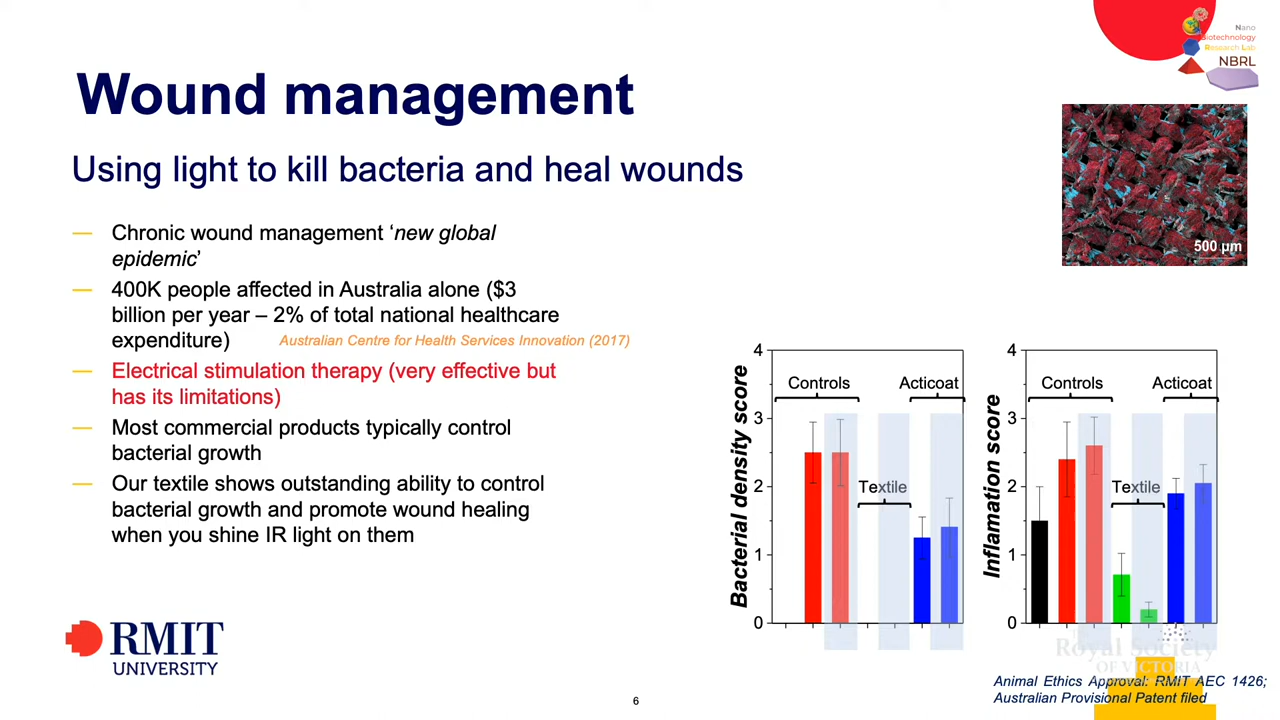 Nano
Biotechnology
Research Lab
NBRL
Wound management
Using light to kill bacteria and heal wounds
500 µm
— Chronic wound management ‘new global
epidemic’
— 400K people affected in Australia alone ($3
billion per year – 2% of total national healthcare
expenditure) Australian Centre for Health Services Innovation (2017)
— Electrical stimulation therapy (very effective but
has its limitations)
— Most commercial products typically control
bacterial growth
— Our textile shows outstanding ability to control
bacterial growth and promote wound healing
when you shine IR light on them
Bacterial density score
4
3
2
1
0
Controls
Acticoat
Textile
Inflamation score
4
3
2
1
0
Controls
Acticoat
Textile
RMIT
UNIVERSITY
Royal Society
OF VICTORIA
Animal Ethics Approval: RMIT AEC 1426;
Australian Provisional Patent filed
6